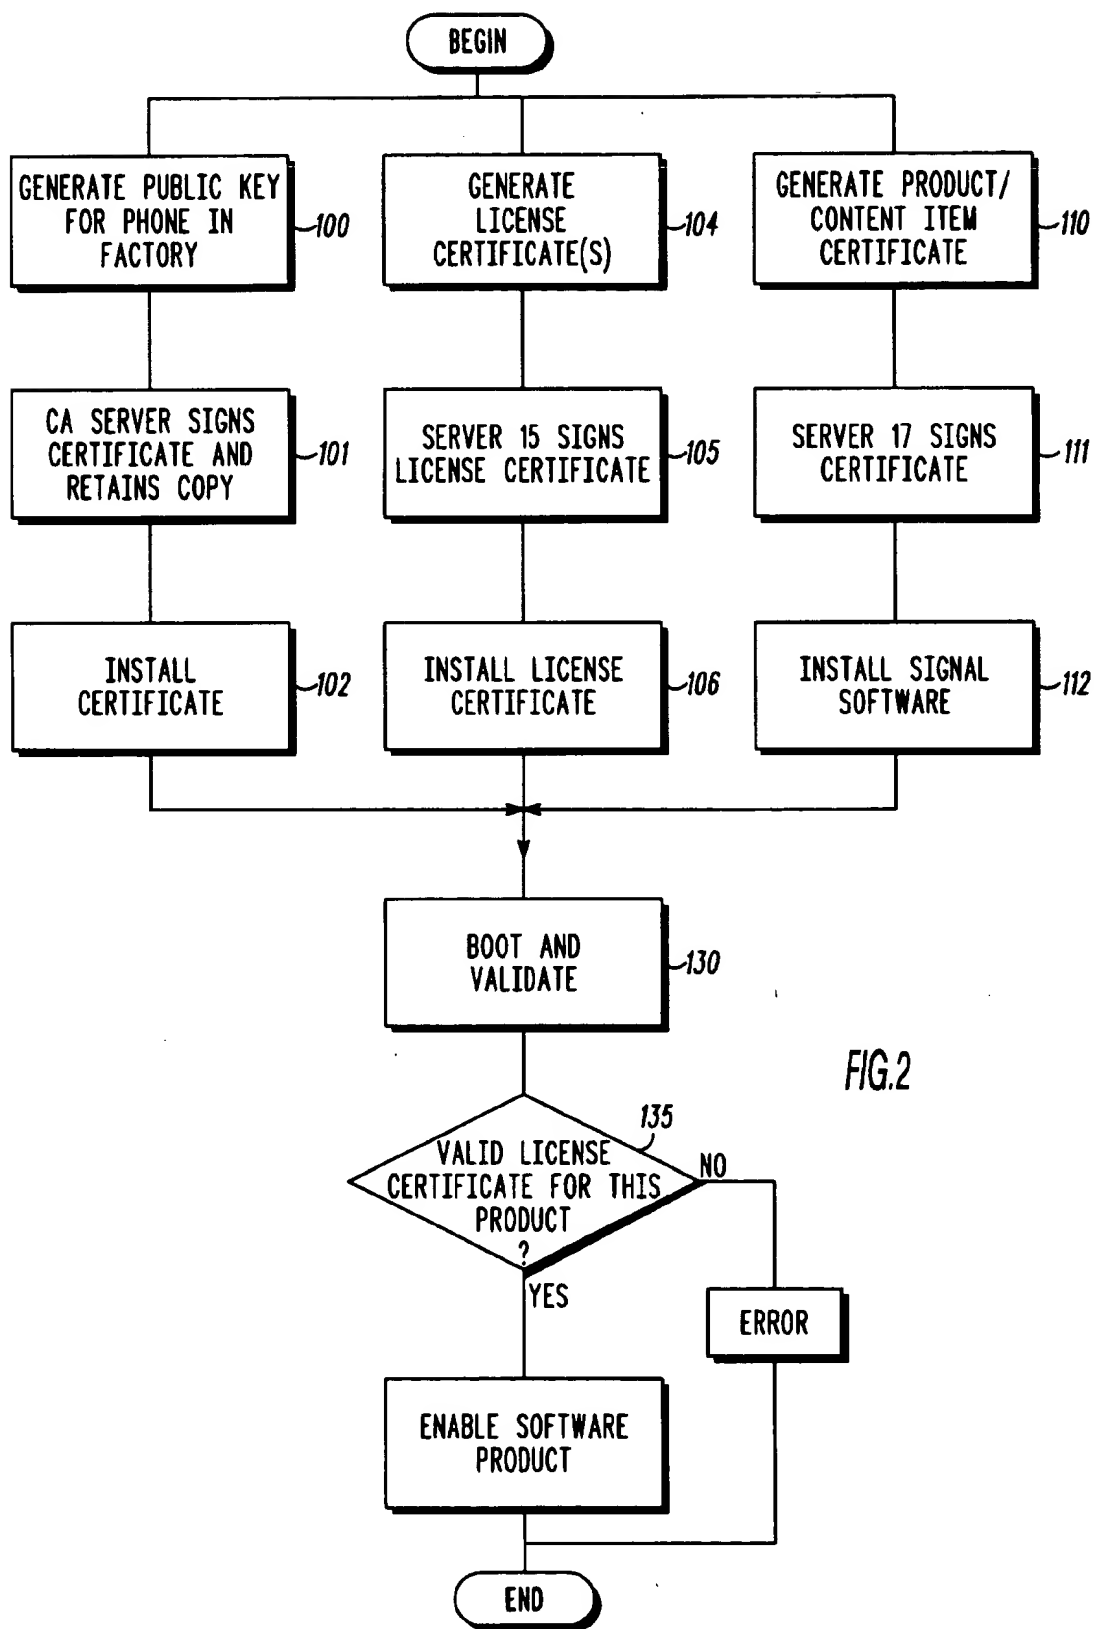 BEGIN
GENERATE PUBLIC KEY
FOR PHONE IN
FACTORY
100
GENERATE
LICENSE
CERTIFICATE(S)
104
GENERATE PRODUCT/
CONTENT ITEM
CERTIFICATE
110
CA SERVER SIGNS
CERTIFICATE AND
RETAINS COPY
101
SERVER 15 SIGNS
LICENSE CERTIFICATE
105
SERVER 17 SIGNS
CERTIFICATE
111
INSTALL
CERTIFICATE
102
INSTALL LICENSE
CERTIFICATE
106
INSTALL SIGNAL
SOFTWARE
112
BOOT AND
VALIDATE
130
FIG.2
135
VALID LICENSE
CERTIFICATE FOR THIS
PRODUCT
?
NO
YES
ERROR
ENABLE SOFTWARE
PRODUCT
END